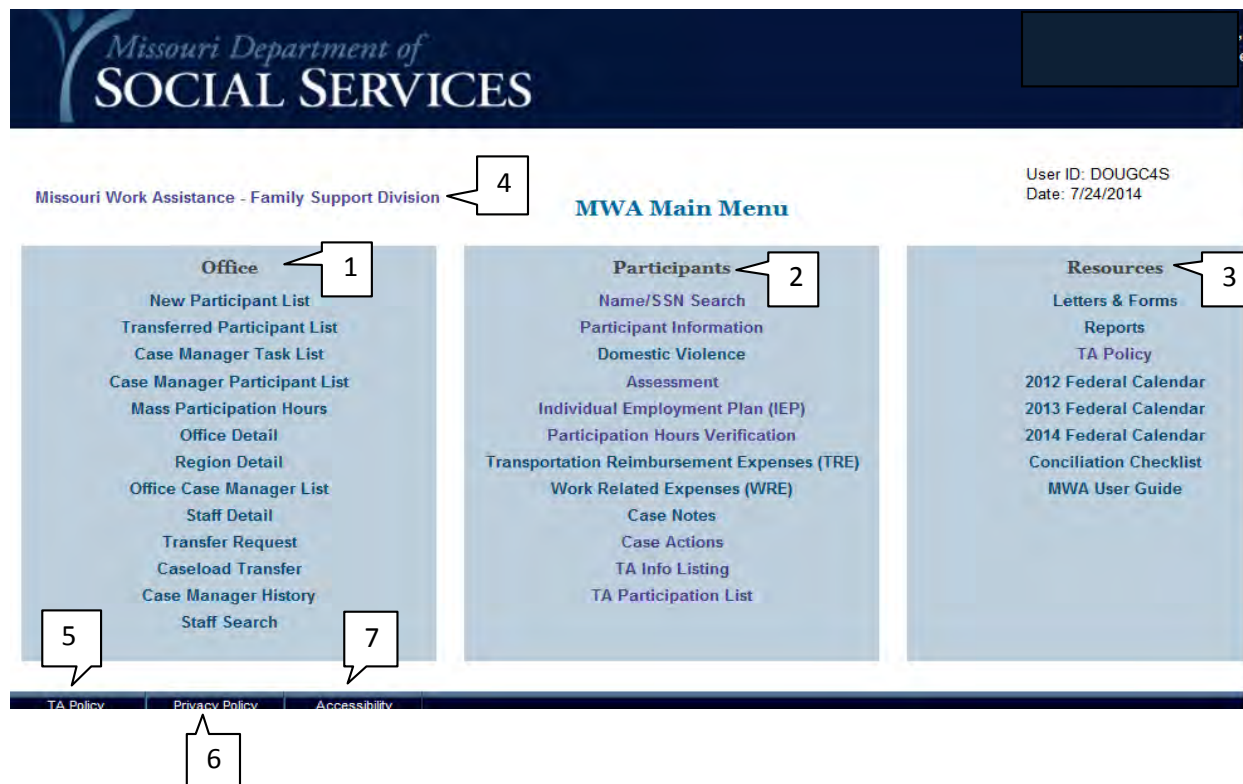 Missouri Department of
SOCIAL SERVICES
User ID: DOUGC4S
Date: 7/24/2014
Missouri Work Assistance - Family Support Division
4
MWA Main Menu
Office
1
New Participant List
Transferred Participant List
Case Manager Task List
Case Manager Participant List
Mass Participation Hours
Office Detail
Region Detail
Office Case Manager List
Staff Detail
Transfer Request
Caseload Transfer
Case Manager History
Staff Search
Participants
2
Name/SSN Search
Participant Information
Domestic Violence
Assessment
Individual Employment Plan (IEP)
Participation Hours Verification
Transportation Reimbursement Expenses (TRE)
Work Related Expenses (WRE)
Case Notes
Case Actions
TA Info Listing
TA Participation List
Resources
3
Letters & Forms
Reports
TA Policy
2012 Federal Calendar
2013 Federal Calendar
2014 Federal Calendar
Conciliation Checklist
MWA User Guide
5
7
TA Policy Privacy Policy Accessibility
6